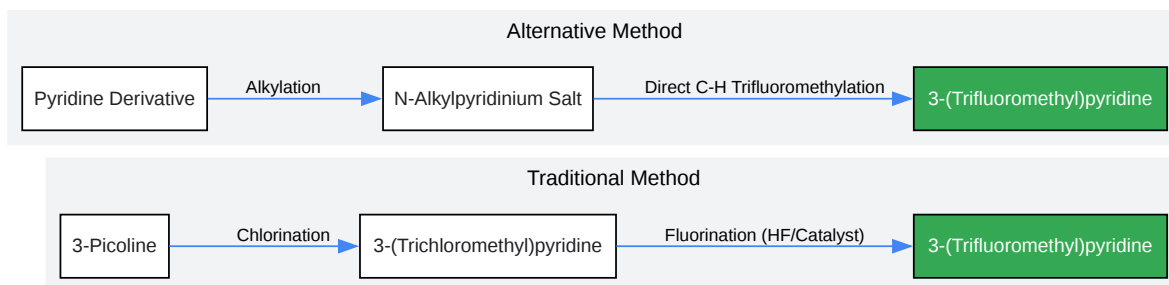 Alternative Method
Pyridine Derivative
Alkylation
N-Alkylpyridinium Salt
Direct C-H Trifluoromethylation
3-(Trifluoromethyl)pyridine
Traditional Method
3-Picoline
Chlorination
3-(Trichloromethyl)pyridine
Fluorination (HF/Catalyst)
3-(Trifluoromethyl)pyridine